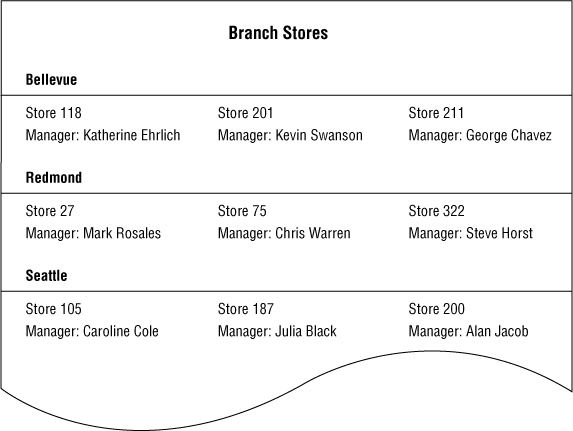 Branch Stores
Bellevue
Store 118 Store 201 Store 211
Manager: Katherine Ehrlich Manager: Kevin Swanson Manager: George Chavez
Redmond
Store 27 Store 75 Store 322
Manager: Mark Rosales Manager: Chris Warren Manager: Steve Horst
Seattle
Store 105 Store 187 Store 200
Manager: Caroline Cole Manager: Julia Black Manager: Alan Jacob